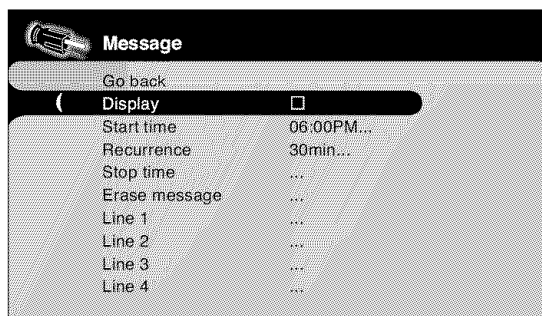 Message
Go back
Display □
Start time 06:00PM...
Recurrence 30min...
Stop time ...
Erase message ...
Line 1 ...
Line 2 ...
Line 3 ...
Line 4 ...